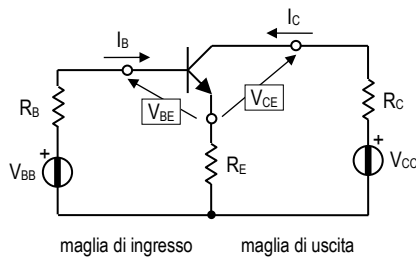 I_B
I_C
R_B
V_BE
V_CE
R_C
+
V_BB
R_E
+
V_CC
maglia di ingresso
maglia di uscita